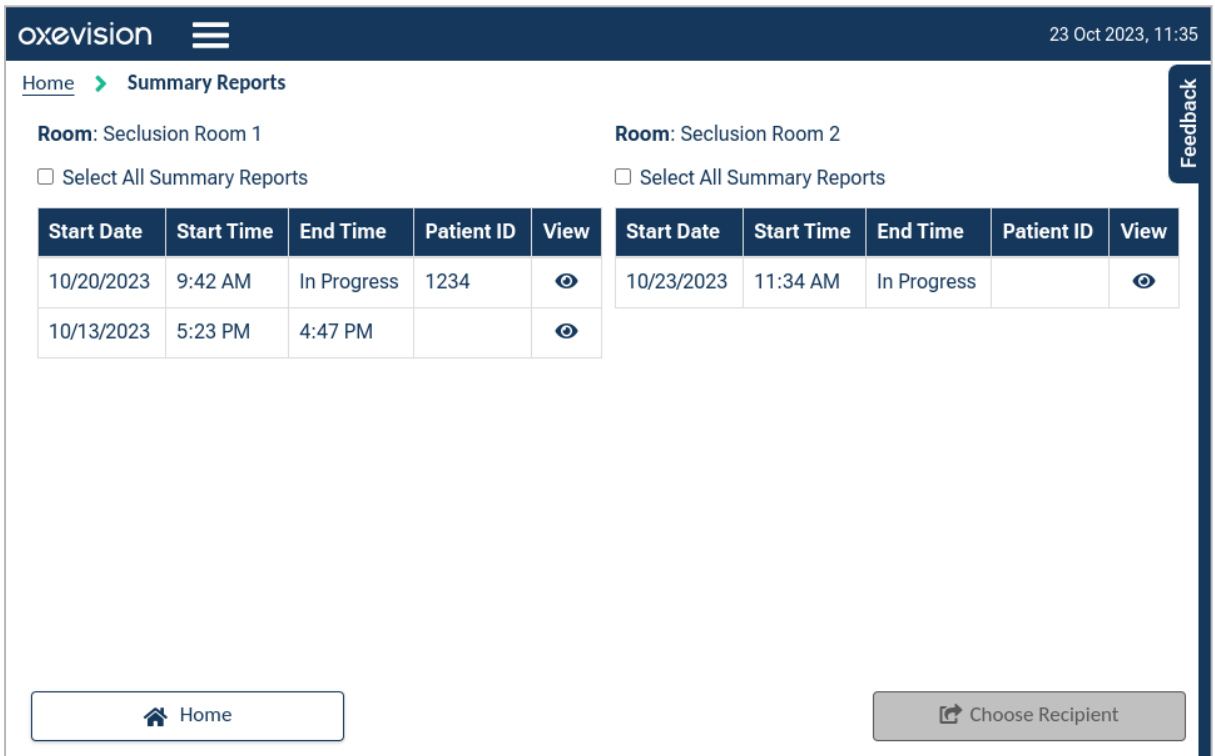 oxevision
23 Oct 2023, 11:35
Home Summary Reports
Feedback
Room: Seclusion Room 1
Select All Summary Reports
Start Date Start Time End Time Patient ID View
10/20/2023 9:42 AM In Progress 1234
10/13/2023 5:23 PM 4:47 PM
Room: Seclusion Room 2
Select All Summary Reports
Start Date Start Time End Time Patient ID View
10/23/2023 11:34 AM In Progress
Home
Choose Recipient